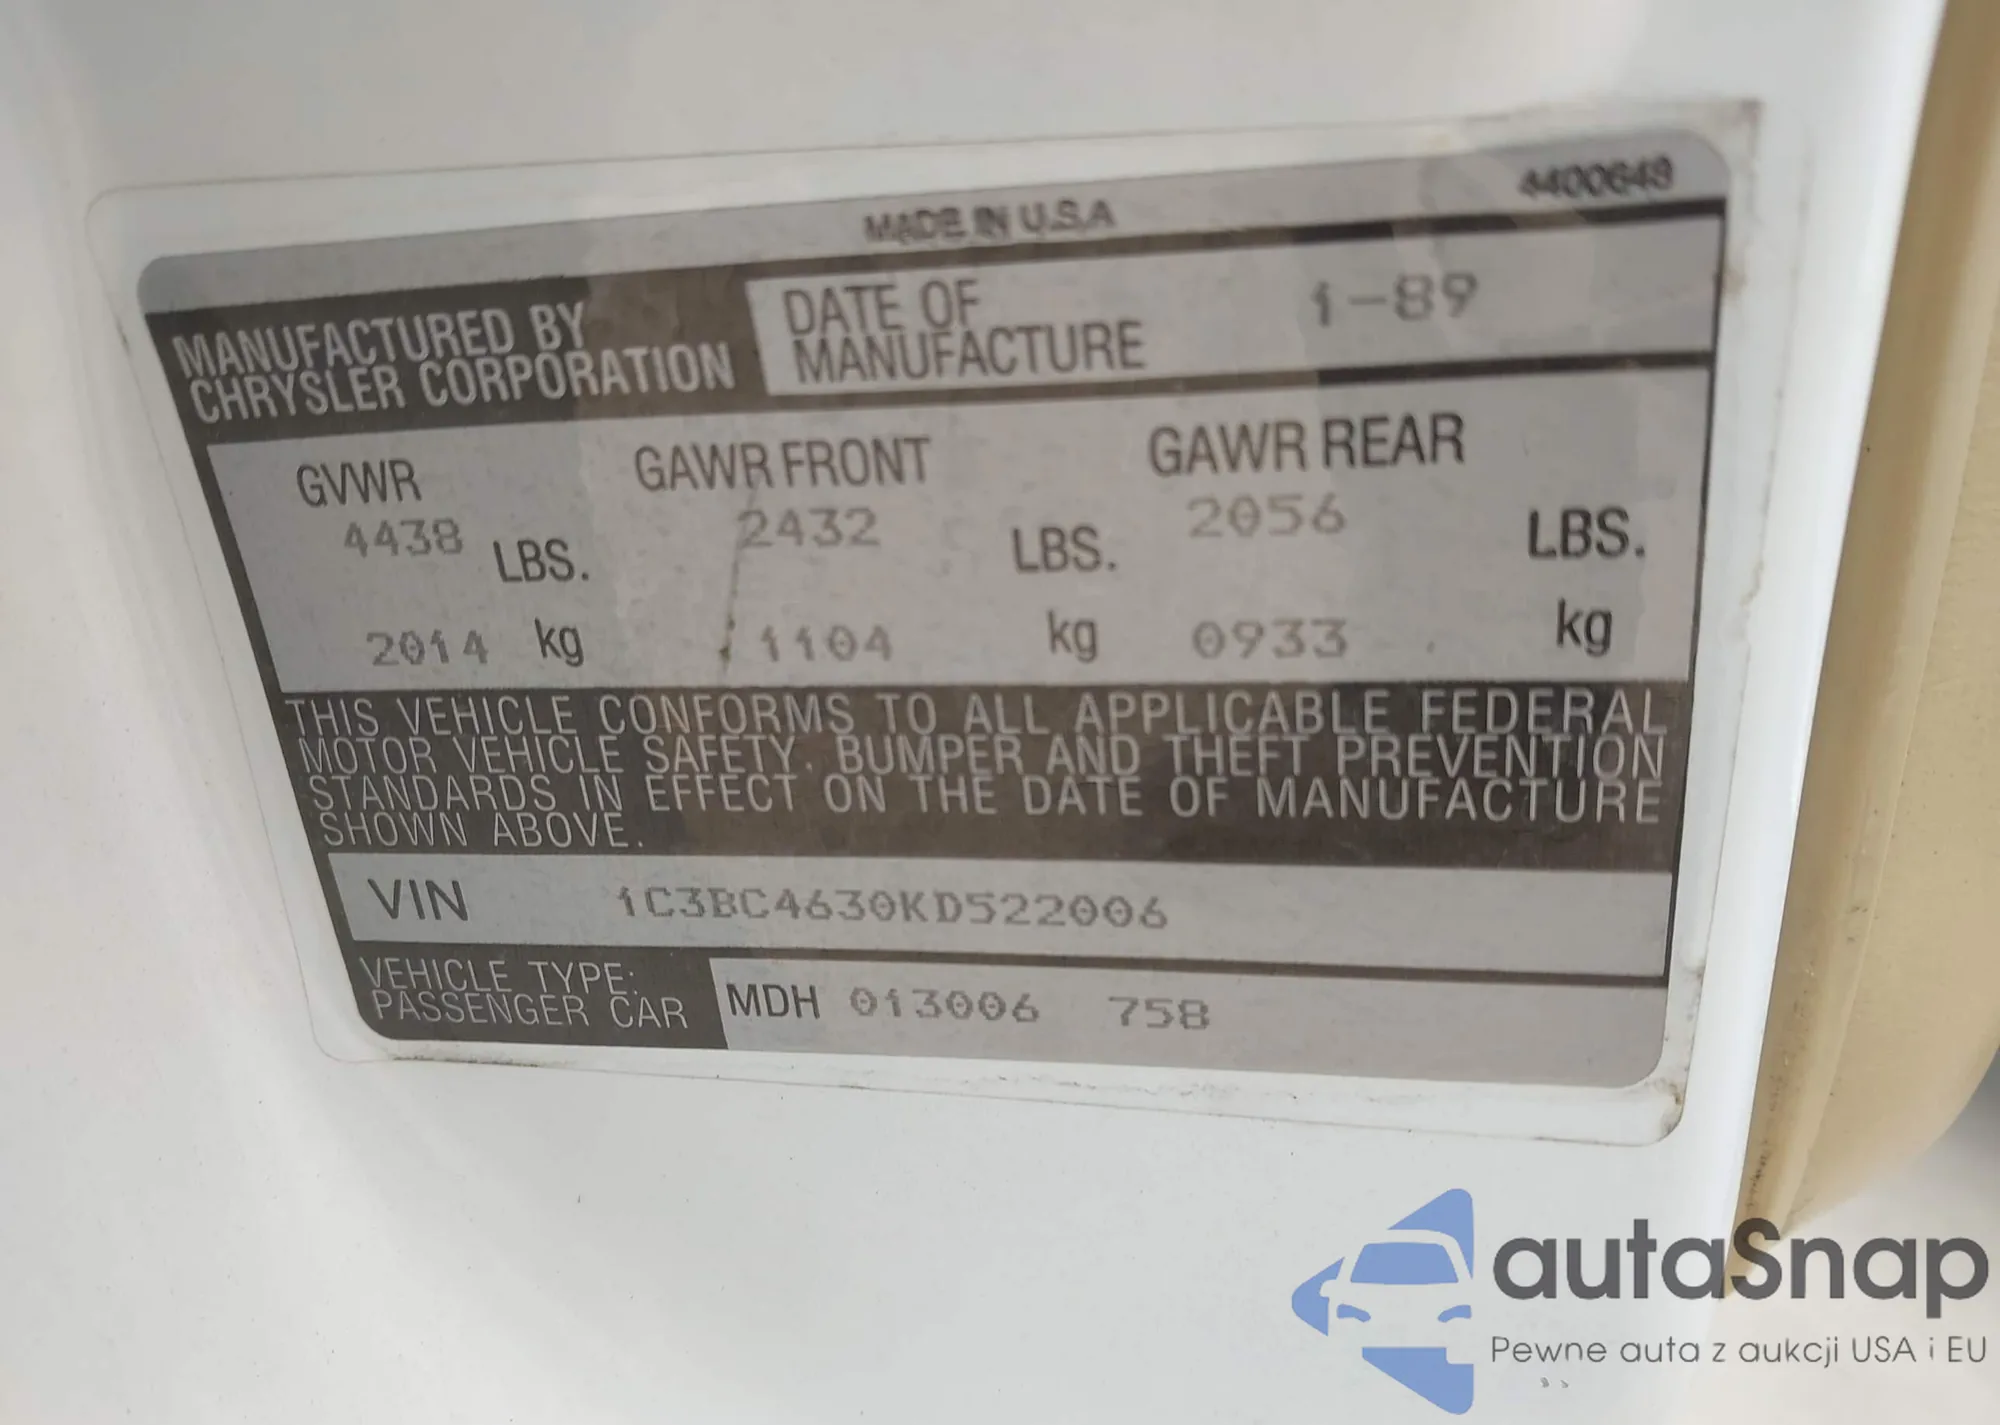 MADE IN U.S.A
4400649
MANUFACTURED BY
CHRYSLER CORPORATION
DATE OF
MANUFACTURE
1-89
GVWR
GAWR FRONT
GAWR REAR
4438 LBS.
2432 LBS.
2056 LBS.
2014 kg
1104 kg
0933 kg
THIS VEHICLE CONFORMS TO ALL APPLICABLE FEDERAL
MOTOR VEHICLE SAFETY, BUMPER AND THEFT PREVENTION
STANDARDS IN EFFECT ON THE DATE OF MANUFACTURE
SHOWN ABOVE.
VIN 1C3BC4630KD522006
VEHICLE TYPE:
PASSENGER CAR
MDH 013006 758
autaSnap
Pewne auta z aukcji USA i EU